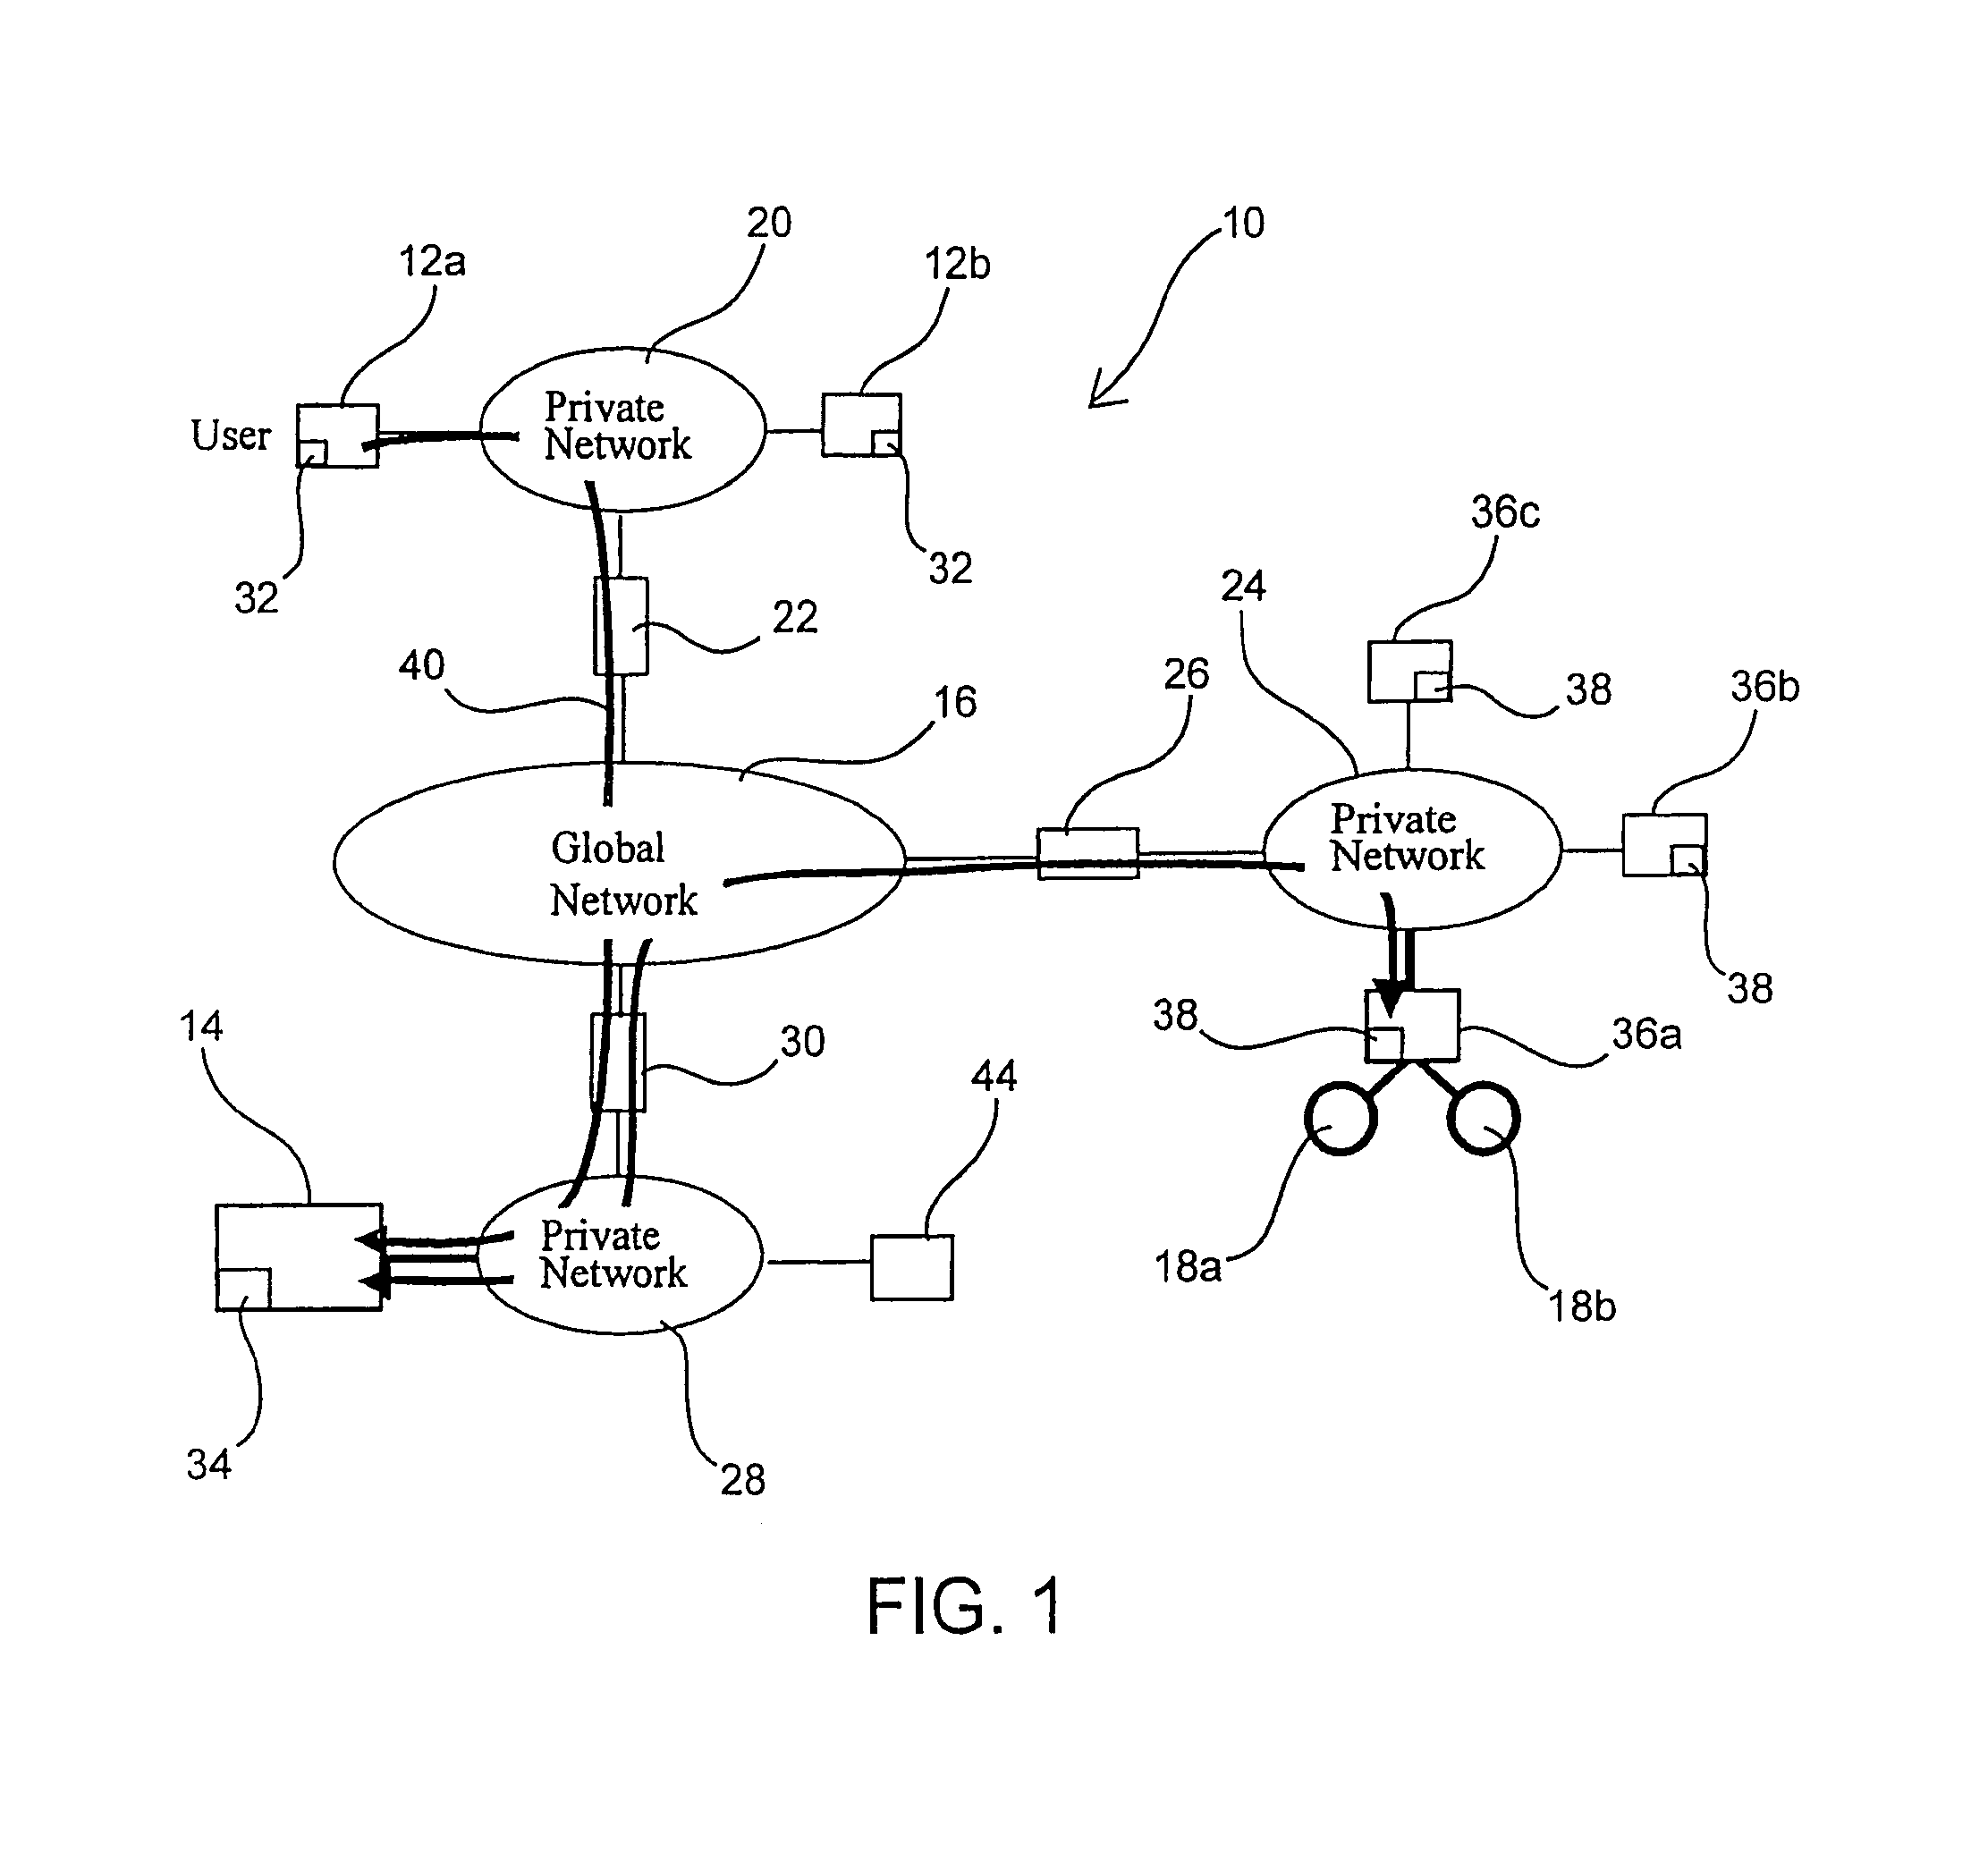 20
10
12a
12b
User
Private
Network
32
32
36c
24
22
40
26
16
38
36b
Private
Network
Global
Network
38
38
14
30
44
36a
Private
Network
18a
18b
34
28
FIG. 1